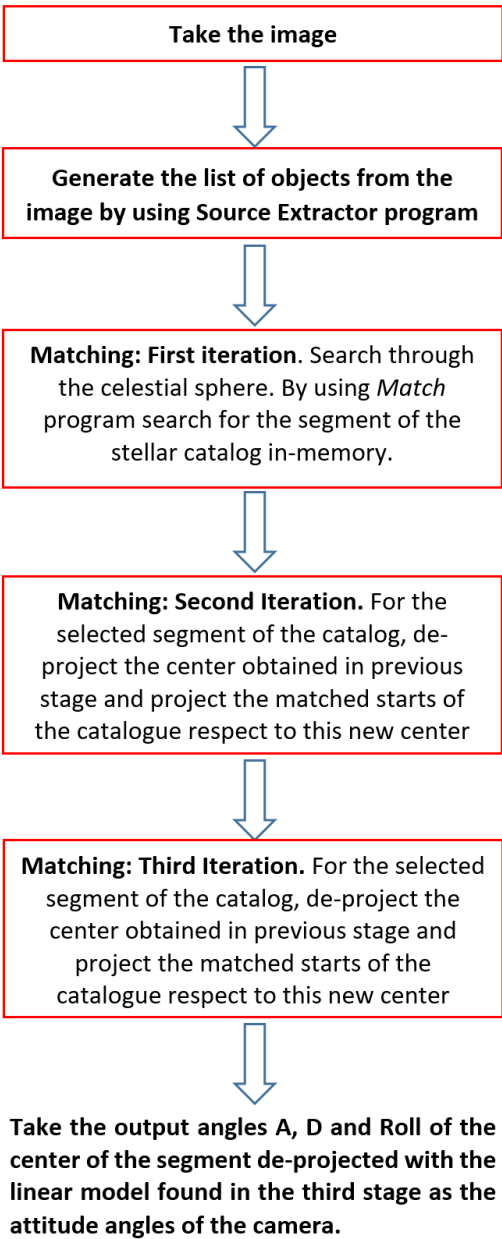 Take the image
Generate the list of objects from the
image by using Source Extractor program
Matching: First iteration. Search through
the celestial sphere. By using Match
program search for the segment of the
stellar catalog in-memory.
Matching: Second Iteration. For the
selected segment of the catalog, de-
project the center obtained in previous
stage and project the matched starts of
the catalogue respect to this new center
Matching: Third Iteration. For the selected
segment of the catalog, de-project the
center obtained in previous stage and
project the matched starts of the
catalogue respect to this new center
Take the output angles A, D and Roll of the
center of the segment de-projected with the
linear model found in the third stage as the
attitude angles of the camera.